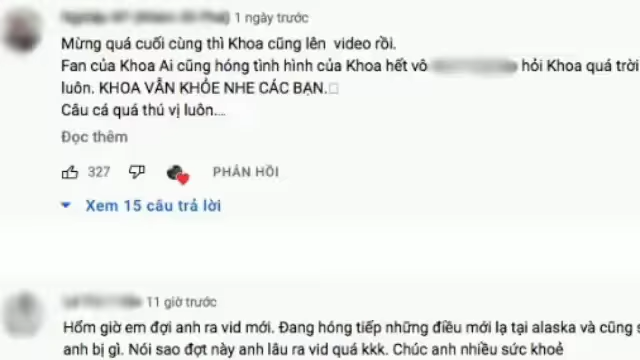 1 ngày trước
Mừng quá cuối cùng thì Khoa cũng lên video rồi.
Fan của Khoa Ai cũng hóng tình hình của Khoa hết vô hỏi Khoa quá trời
luôn. KHOA VẪN KHỎE NHE CÁC BẠN.
Câu cá quá thú vị luôn...
Đọc thêm
327 PHẢN HỒI
Xem 15 câu trả lời
11 giờ trước
Hổm giờ em đợi anh ra vid mới. Đang hóng tiếp những điều mới lạ tại alaska và cũng s
anh bị gì. Nói sao đợt này anh lâu ra vid quá kkk. Chúc anh nhiều sức khoẻ